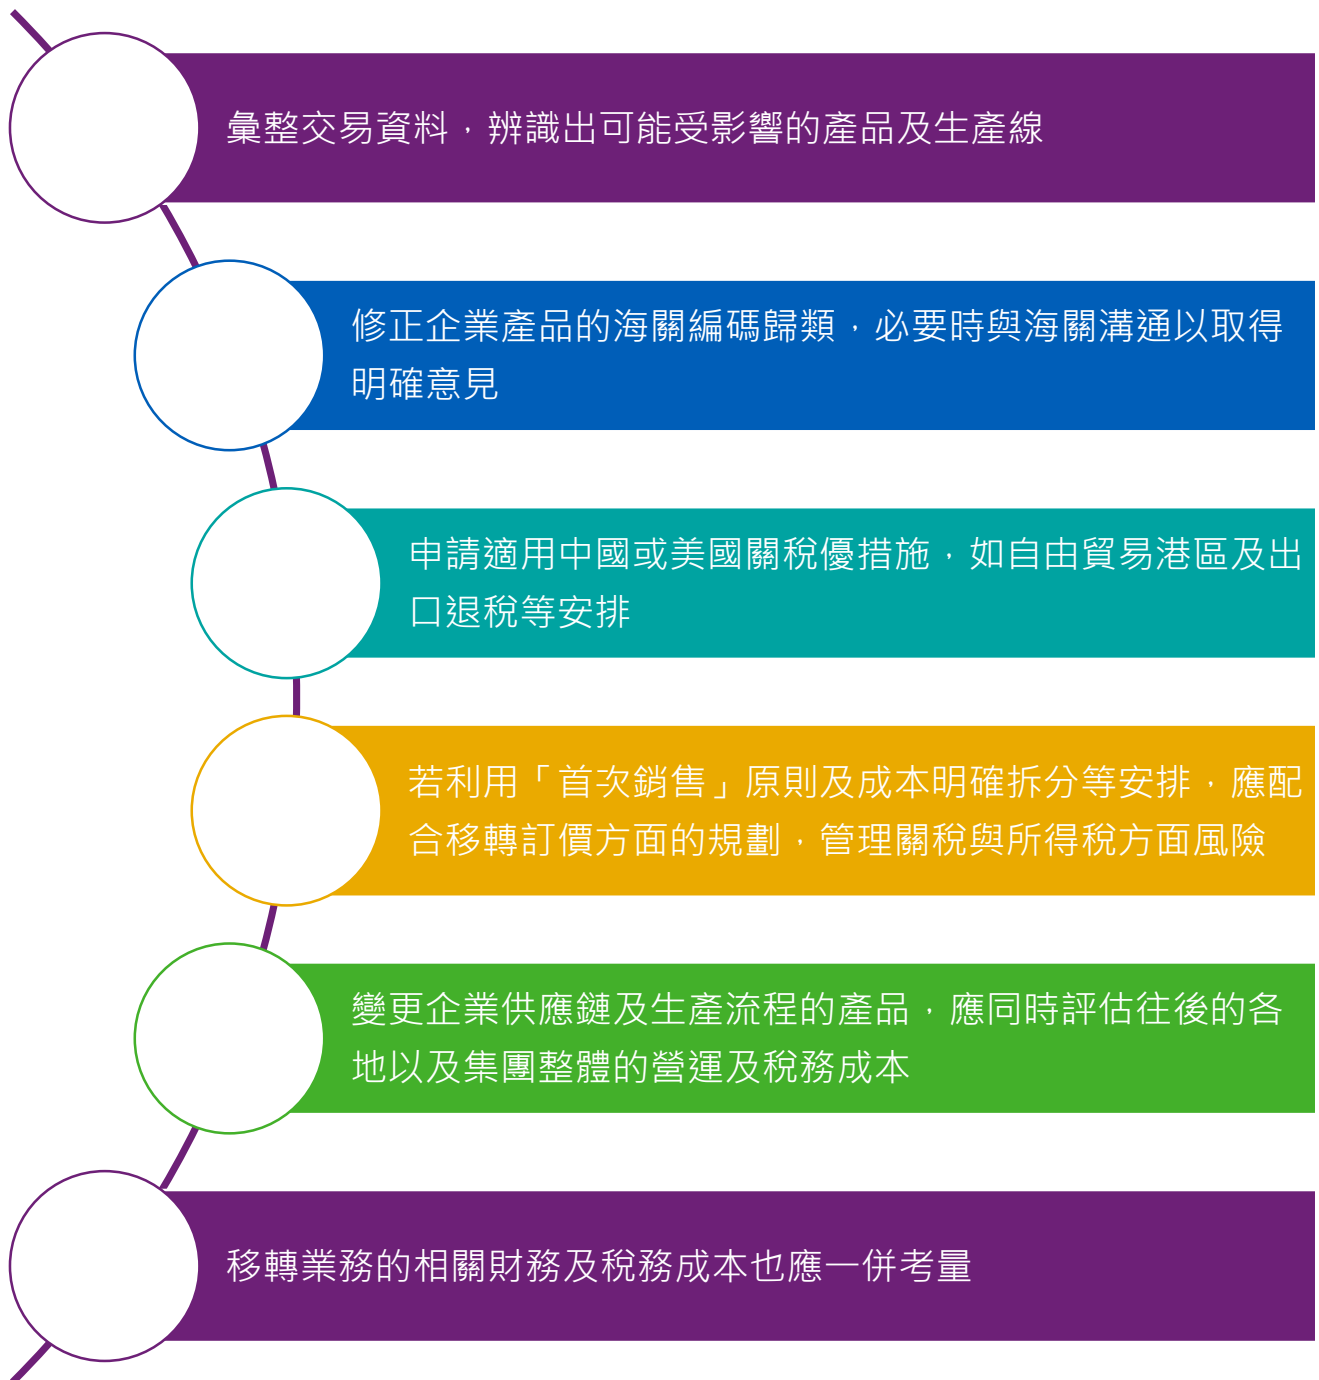 彙整交易資料，辨識出可能受影響的產品及生產線
修正企業產品的海關編碼歸類，必要時與海關溝通以取得
明確意見
申請適用中國或美國關稅優措施，如自由貿易港區及出
口退稅等安排
若利用「首次銷售」原則及成本明確拆分等安排，應配
合移轉訂價方面的規劃，管理關稅與所得稅方面風險
變更企業供應鏈及生產流程的產品，應同時評估往後的各
地以及集團整體的營運及稅務成本
移轉業務的相關財務及稅務成本也應一併考量